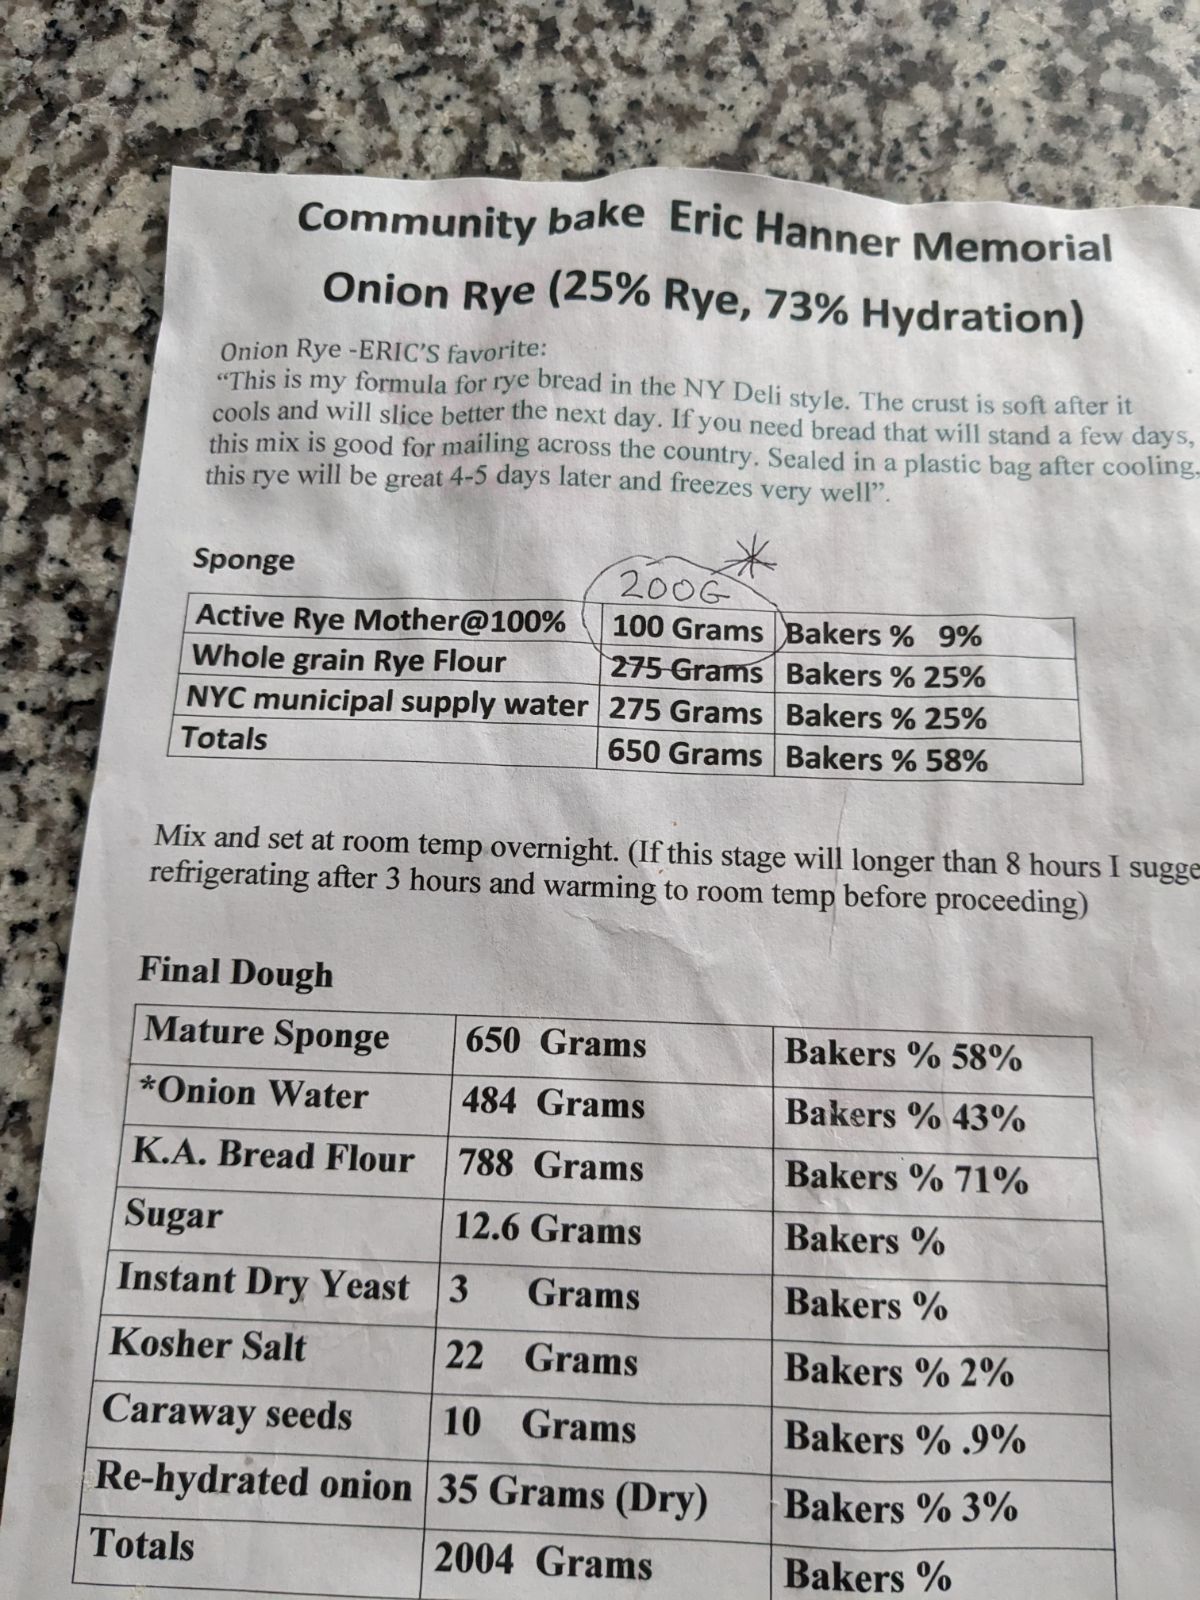 Community bake Eric Hanner Memorial
Onion Rye (25% Rye, 73% Hydration)
Onion Rye -ERIC'S favorite:
“This is my formula for rye bread in the NY Deli style. The crust is soft after it
cools and will slice better the next day. If you need bread that will stand a few days,
this mix is good for mailing across the country. Sealed in a plastic bag after cooling,
this rye will be great 4-5 days later and freezes very well”.
Sponge
200G *
Active Rye Mother@100% 100 Grams Bakers % 9%
Whole grain Rye Flour 275 Grams Bakers % 25%
NYC municipal supply water 275 Grams Bakers % 25%
Totals 650 Grams Bakers % 58%
Mix and set at room temp overnight. (If this stage will longer than 8 hours I
refrigerating after 3 hours and warming to room temp before proceeding)
Final Dough
Mature Sponge 650 Grams Bakers % 58%
*Onion Water 484 Grams Bakers % 43%
K.A. Bread Flour 788 Grams Bakers % 71%
Sugar 12.6 Grams Bakers %
Instant Dry Yeast 3 Grams Bakers %
Kosher Salt 22 Grams Bakers % 2%
Caraway seeds 10 Grams Bakers % .9%
Re-hydrated onion 35 Grams (Dry) Bakers % 3%
Totals 2004 Grams Bakers %